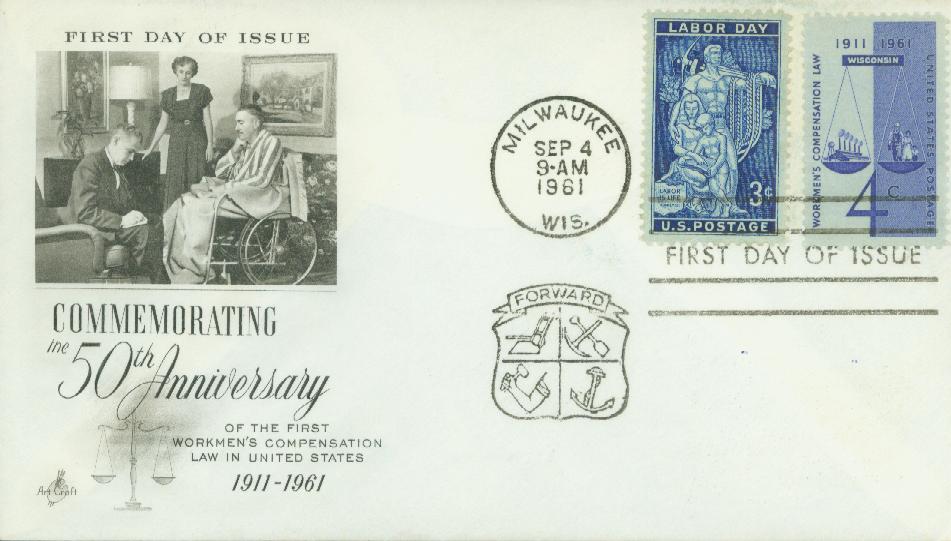 FIRST DAY OF ISSUE
COMMEMORATING
the
50th Anniversary
OF THE FIRST
WORKMEN'S COMPENSATION
LAW IN UNITED STATES
1911-1961
Art Craft
MILWAUKEE
SEP 4
9-AM
1961
WIS.
FORWARD
LABOR DAY
LABOR
IS LIFE
3¢
U.S. POSTAGE
1911 1961
WISCONSIN
WORKMEN'S COMPENSATION LAW
UNITED STATES POSTAGE
4 C
FIRST DAY OF ISSUE